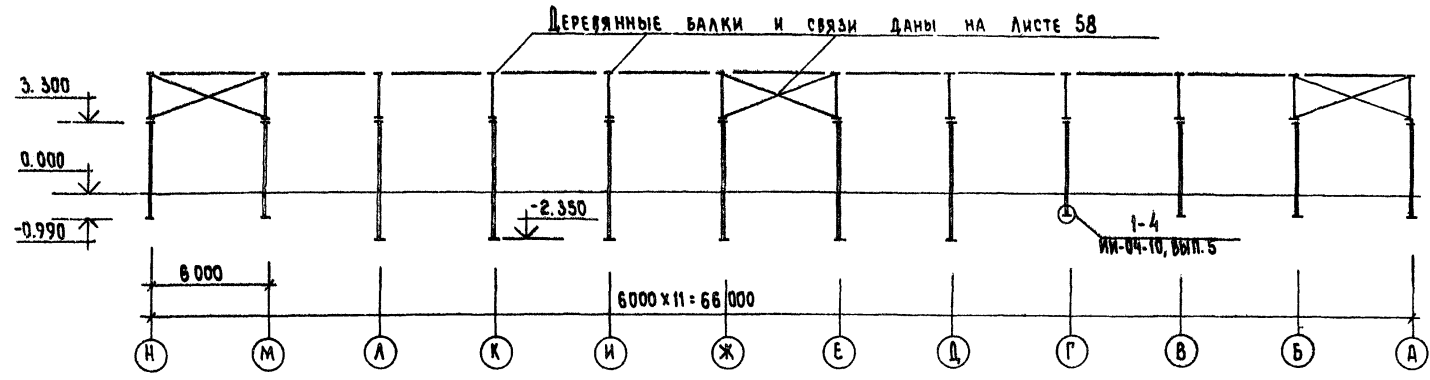 Деревянные балки и связи даны на листе 58
3.300
0.000
-0.990
-2.350
1-4
ИИ-04-10, вып. 5
6000
6000 x 11 = 66 000
Н М Л К И Ж Е Д Г В Б А